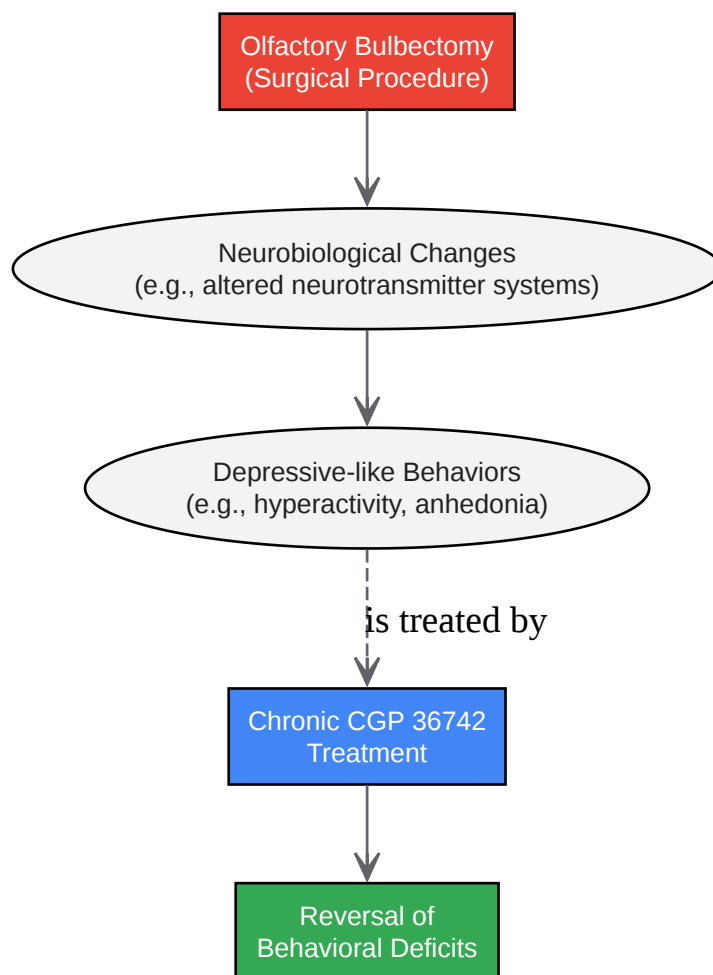 Olfactory Bulbectomy
(Surgical Procedure)
Neurobiological Changes
(e.g., altered neurotransmitter systems)
Depressive-like Behaviors
(e.g., hyperactivity, anhedonia)
is treated by
Chronic CGP 36742
Treatment
Reversal of
Behavioral Deficits